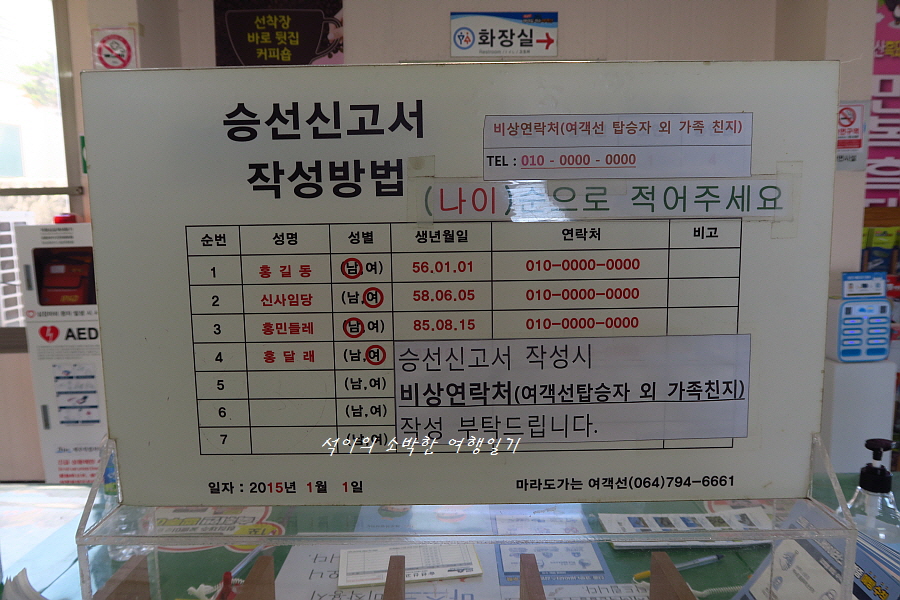 선착장
바로 뒷집
커피숍
화장실
승선신고서
작성방법
비상연락처(여객선 탑승자 외 가족 친지)
TEL : 010 - 0000 - 0000
(나이)순으로 적어주세요
순번 성명 성별 생년월일 연락처 비고
1 홍길동 (남,여) 56.01.01 010-0000-0000
2 신사임당 (남,여) 58.06.05 010-0000-0000
3 홍민들레 (남,여) 85.08.15 010-0000-0000
4 홍달래 (남,여)
5 (남,여)
6 (남,여)
7 (남,여)
승선신고서 작성시
비상연락처(여객선탑승자 외 가족친지)
작성 부탁드립니다.
석이의 소박한 여행일기
일자 : 2015년 1월 1일
마라도가는 여객선(064)794-6661
AED